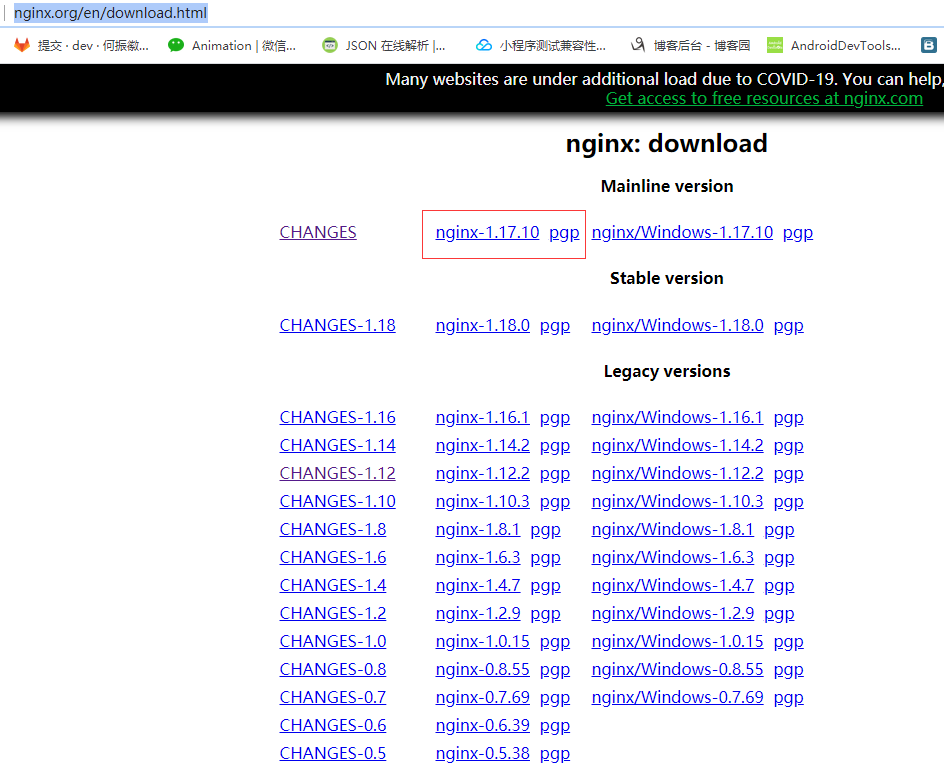 nginx.org/en/download.html
提交 · dev · 何振徽... Animation | 微信... JSON 在线解析 |... 小程序测试兼容性... 博客后台 - 博客园 AndroidDevTools...
Many websites are under additional load due to COVID-19. You can help,
Get access to free resources at nginx.com
nginx: download
Mainline version
CHANGES nginx-1.17.10 pgp nginx/Windows-1.17.10 pgp
Stable version
CHANGES-1.18 nginx-1.18.0 pgp nginx/Windows-1.18.0 pgp
Legacy versions
CHANGES-1.16 nginx-1.16.1 pgp nginx/Windows-1.16.1 pgp
CHANGES-1.14 nginx-1.14.2 pgp nginx/Windows-1.14.2 pgp
CHANGES-1.12 nginx-1.12.2 pgp nginx/Windows-1.12.2 pgp
CHANGES-1.10 nginx-1.10.3 pgp nginx/Windows-1.10.3 pgp
CHANGES-1.8 nginx-1.8.1 pgp nginx/Windows-1.8.1 pgp
CHANGES-1.6 nginx-1.6.3 pgp nginx/Windows-1.6.3 pgp
CHANGES-1.4 nginx-1.4.7 pgp nginx/Windows-1.4.7 pgp
CHANGES-1.2 nginx-1.2.9 pgp nginx/Windows-1.2.9 pgp
CHANGES-1.0 nginx-1.0.15 pgp nginx/Windows-1.0.15 pgp
CHANGES-0.8 nginx-0.8.55 pgp nginx/Windows-0.8.55 pgp
CHANGES-0.7 nginx-0.7.69 pgp nginx/Windows-0.7.69 pgp
CHANGES-0.6 nginx-0.6.39 pgp
CHANGES-0.5 nginx-0.5.38 pgp